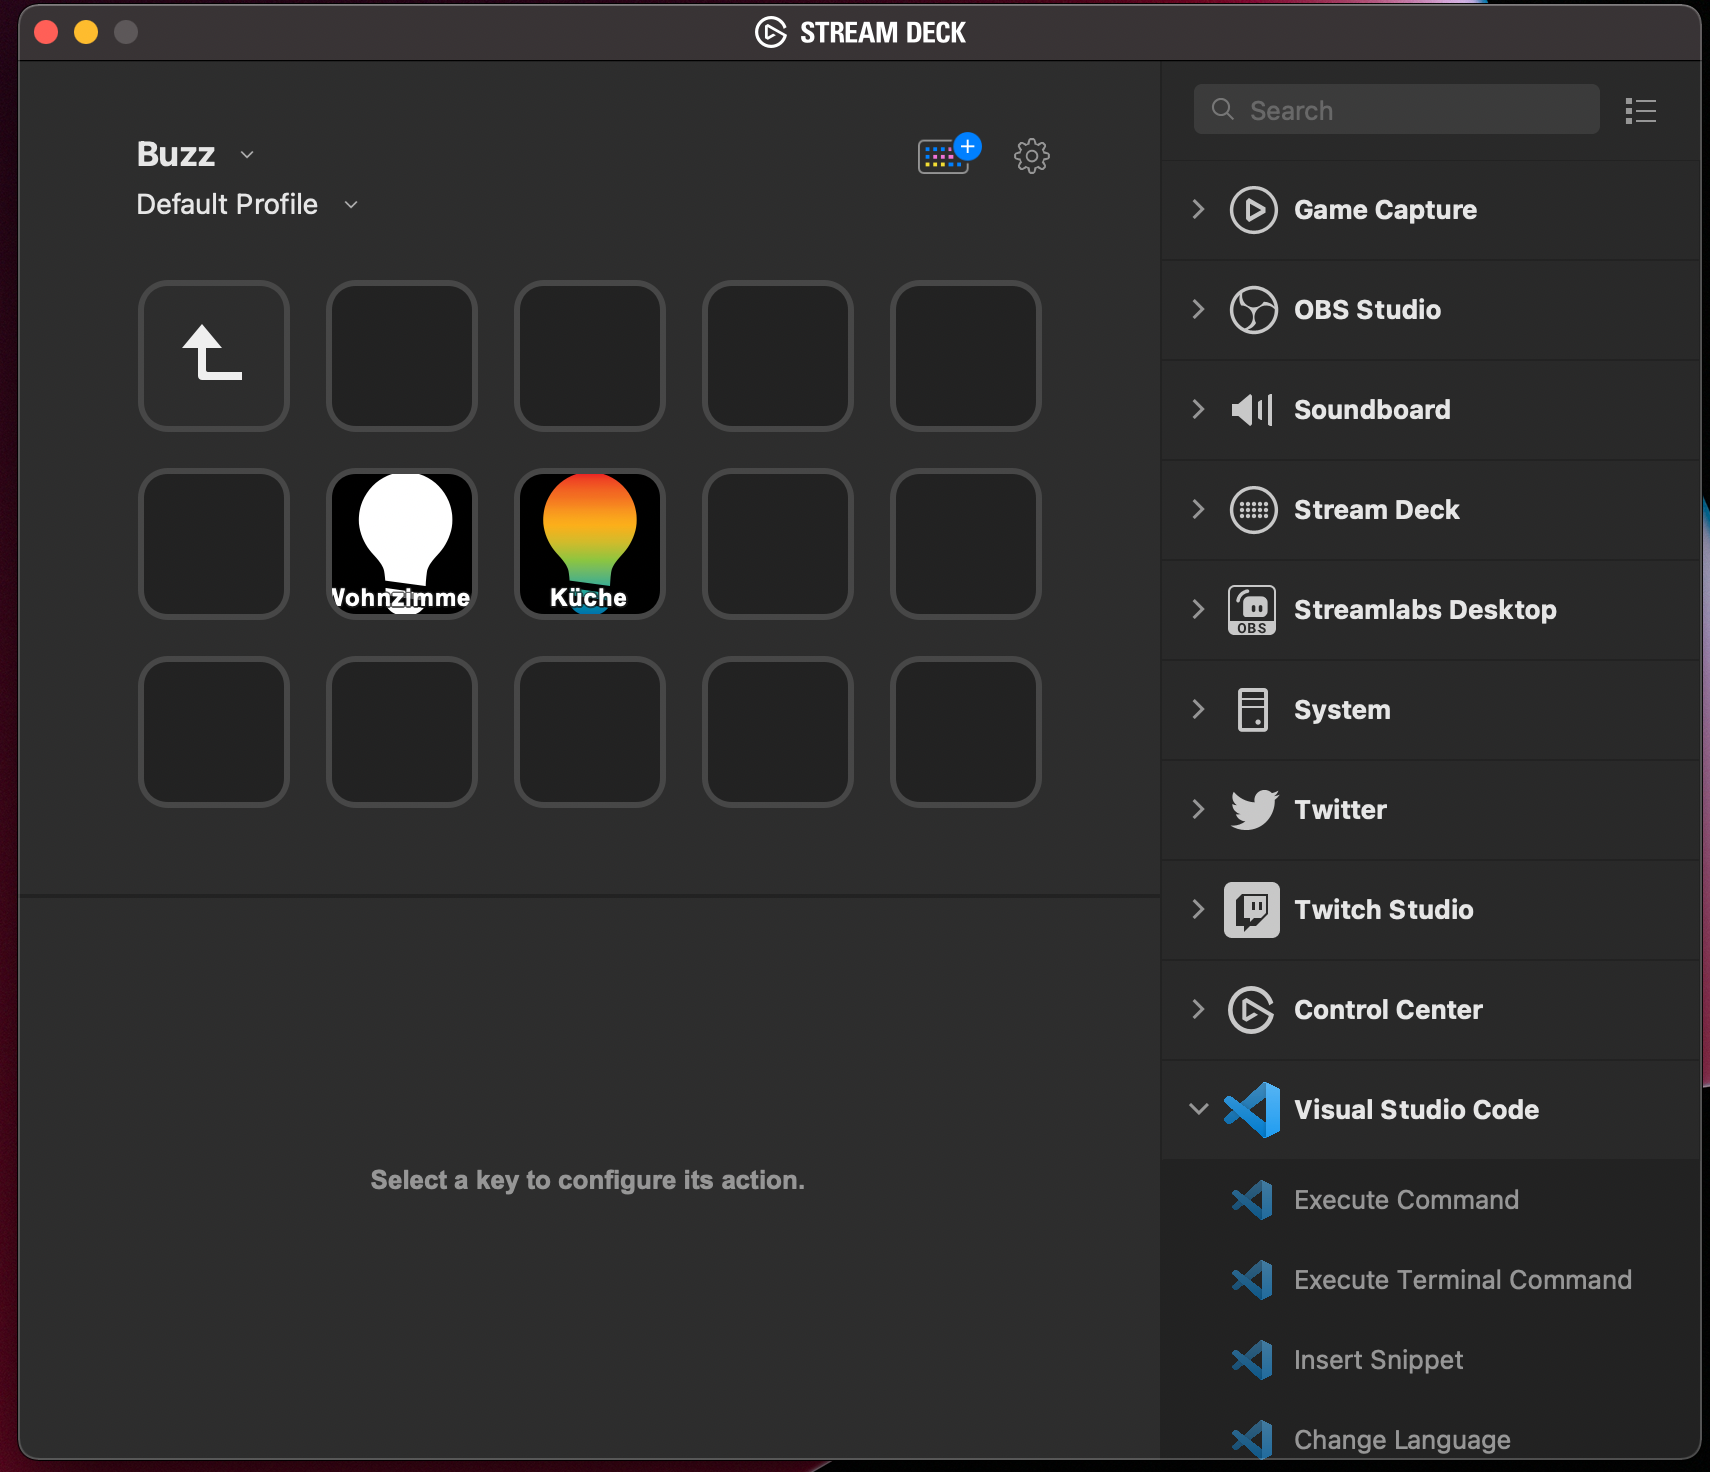 STREAM DECK
Buzz
Default Profile
Wohnzimme
Küche
Select a key to configure its action.
Search
Game Capture
OBS Studio
Soundboard
Stream Deck
OBS
Streamlabs Desktop
System
Twitter
Twitch Studio
Control Center
Visual Studio Code
Execute Command
Execute Terminal Command
Insert Snippet
Change Language